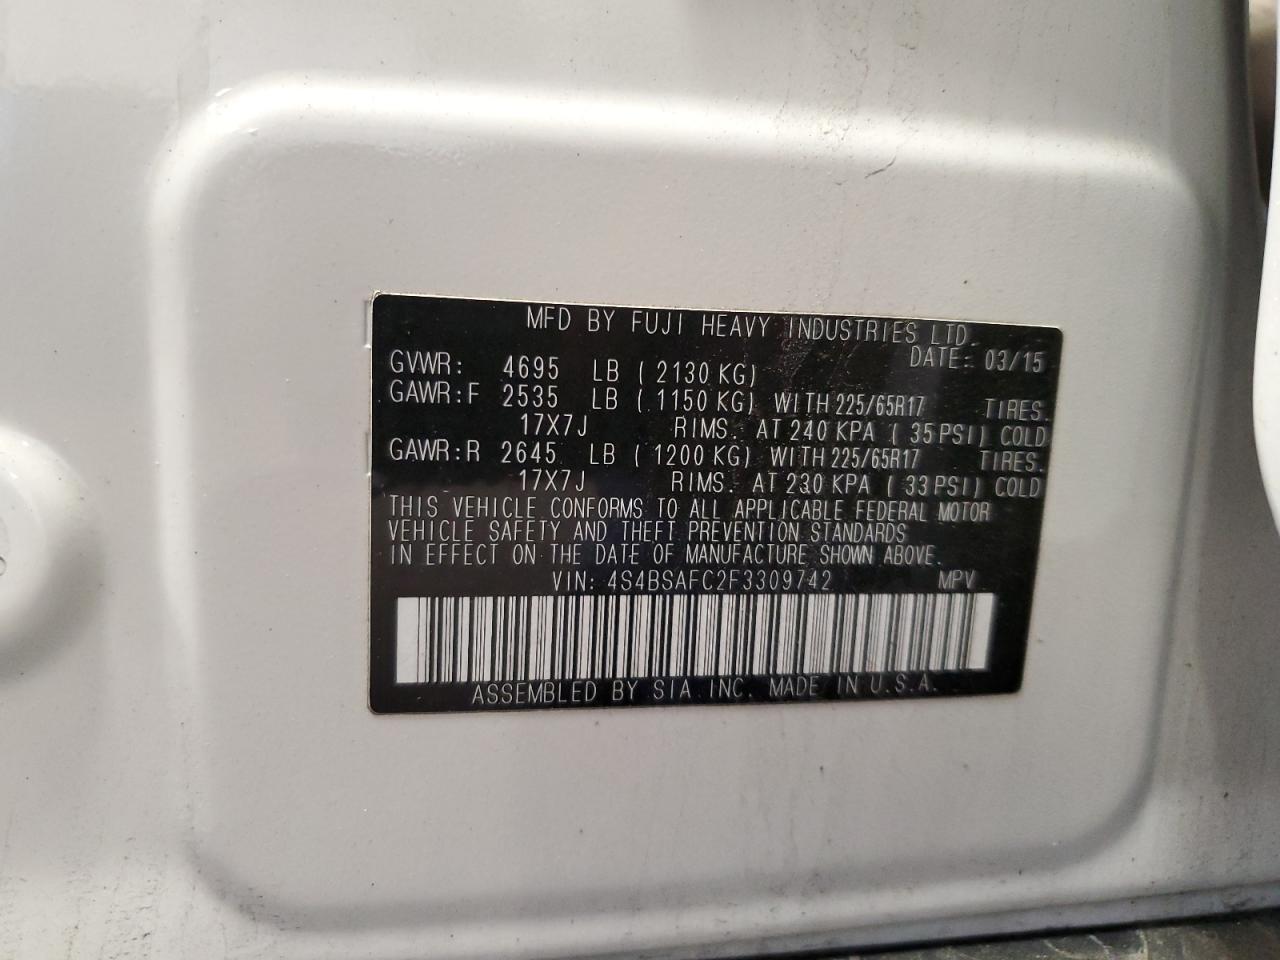 MFD BY FUJI HEAVY INDUSTRIES LTD.
DATE: 03/15
GVWR: 4695 LB ( 2130 KG)
GAWR:F 2535 LB ( 1150 KG) WITH 225/65R17 TIRES.
17X7J RIMS. AT 240 KPA ( 35 PSI) COLD
GAWR:R 2645 LB ( 1200 KG) WITH 225/65R17 TIRES.
17X7J RIMS. AT 230 KPA ( 33 PSI) COLD
THIS VEHICLE CONFORMS TO ALL APPLICABLE FEDERAL MOTOR
VEHICLE SAFETY AND THEFT PREVENTION STANDARDS
IN EFFECT ON THE DATE OF MANUFACTURE SHOWN ABOVE.
VIN: 4S4BSAFC2F3309742 MPV
ASSEMBLED BY SIA INC. MADE IN U.S.A.